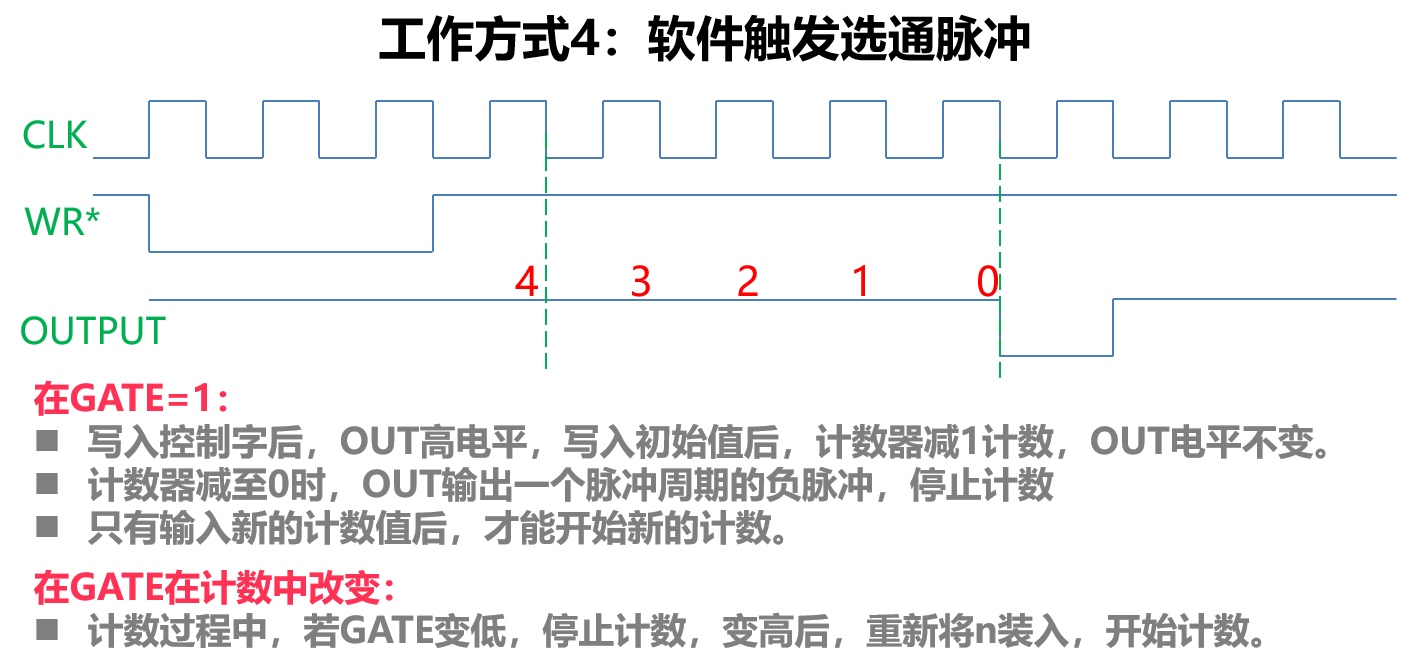 工作方式4：软件触发选通脉冲
CLK
WR*
4 3 2 1 0
OUTPUT
在GATE=1：
■ 写入控制字后，OUT高电平，写入初始值后，计数器减1计数，OUT电平不变。
■ 计数器减至0时，OUT输出一个脉冲周期的负脉冲，停止计数
■ 只有输入新的计数值后，才能开始新的计数。
在GATE在计数中改变：
■ 计数过程中，若GATE变低，停止计数，变高后，重新将n装入，开始计数。